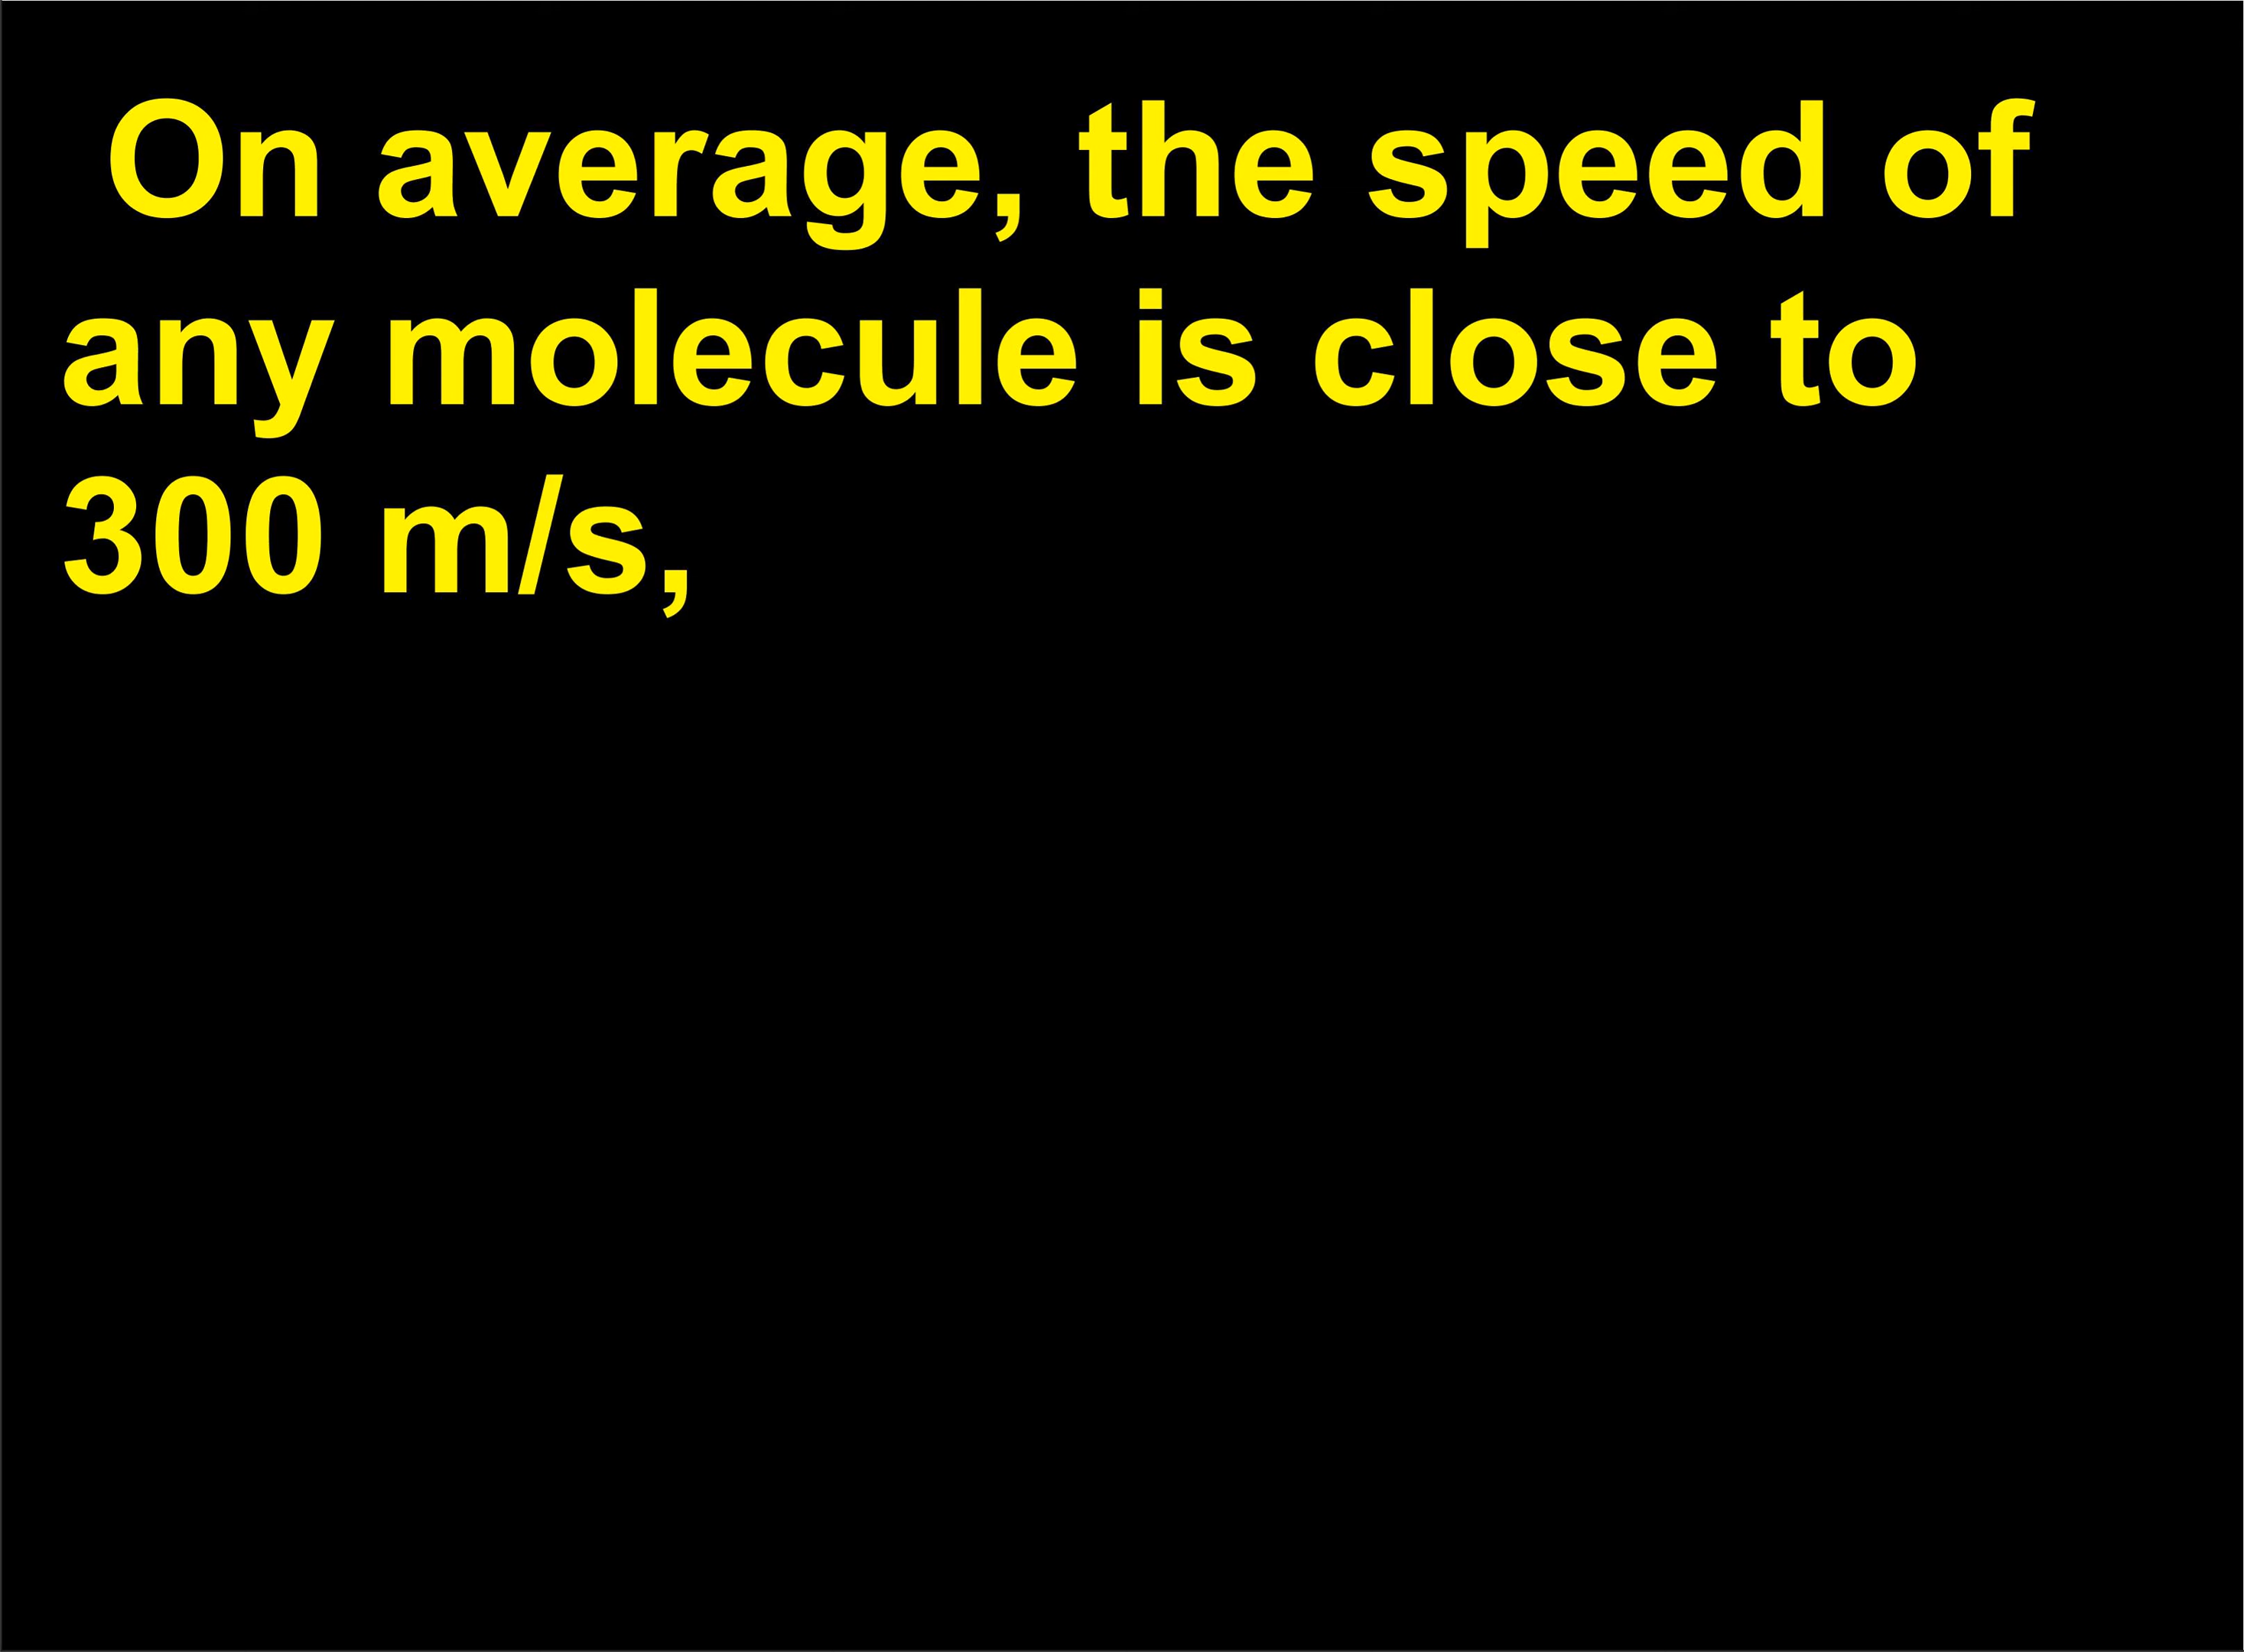 On average, the speed of
any molecule is close to
300 m/s,